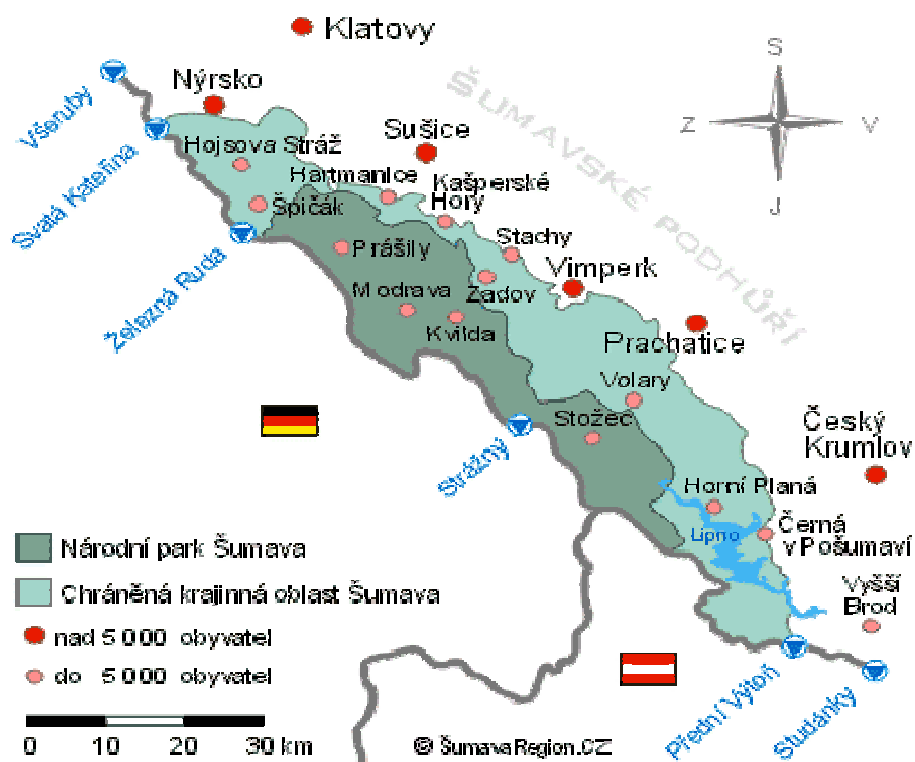 Klatovy
S
Nýrsko
ŠUMAVSKÉ PODHŮŘÍ
Všeruby
Sušice
Z
V
Svatá Kateřina
Hojsova Stráž
Hartmanice
Kašperské
Hory
Špičák
J
Stachy
Železná Ruda
Prášily
Vimperk
Modrava
Zadov
Kvilda
Prachatice
Volary
Stožec
Český
Krumlov
Strážný
Horní Planá
Lipno
Černá
v Pošumaví
Národní park Šumava
Chráněná krajinná oblast Šumava
Vyšší
Brod
nad 5 000 obyvatel
do 5 000 obyvatel
Přední Výtoň
Studánky
0 10 20 30 km
© ŠumavaRegion.CZ